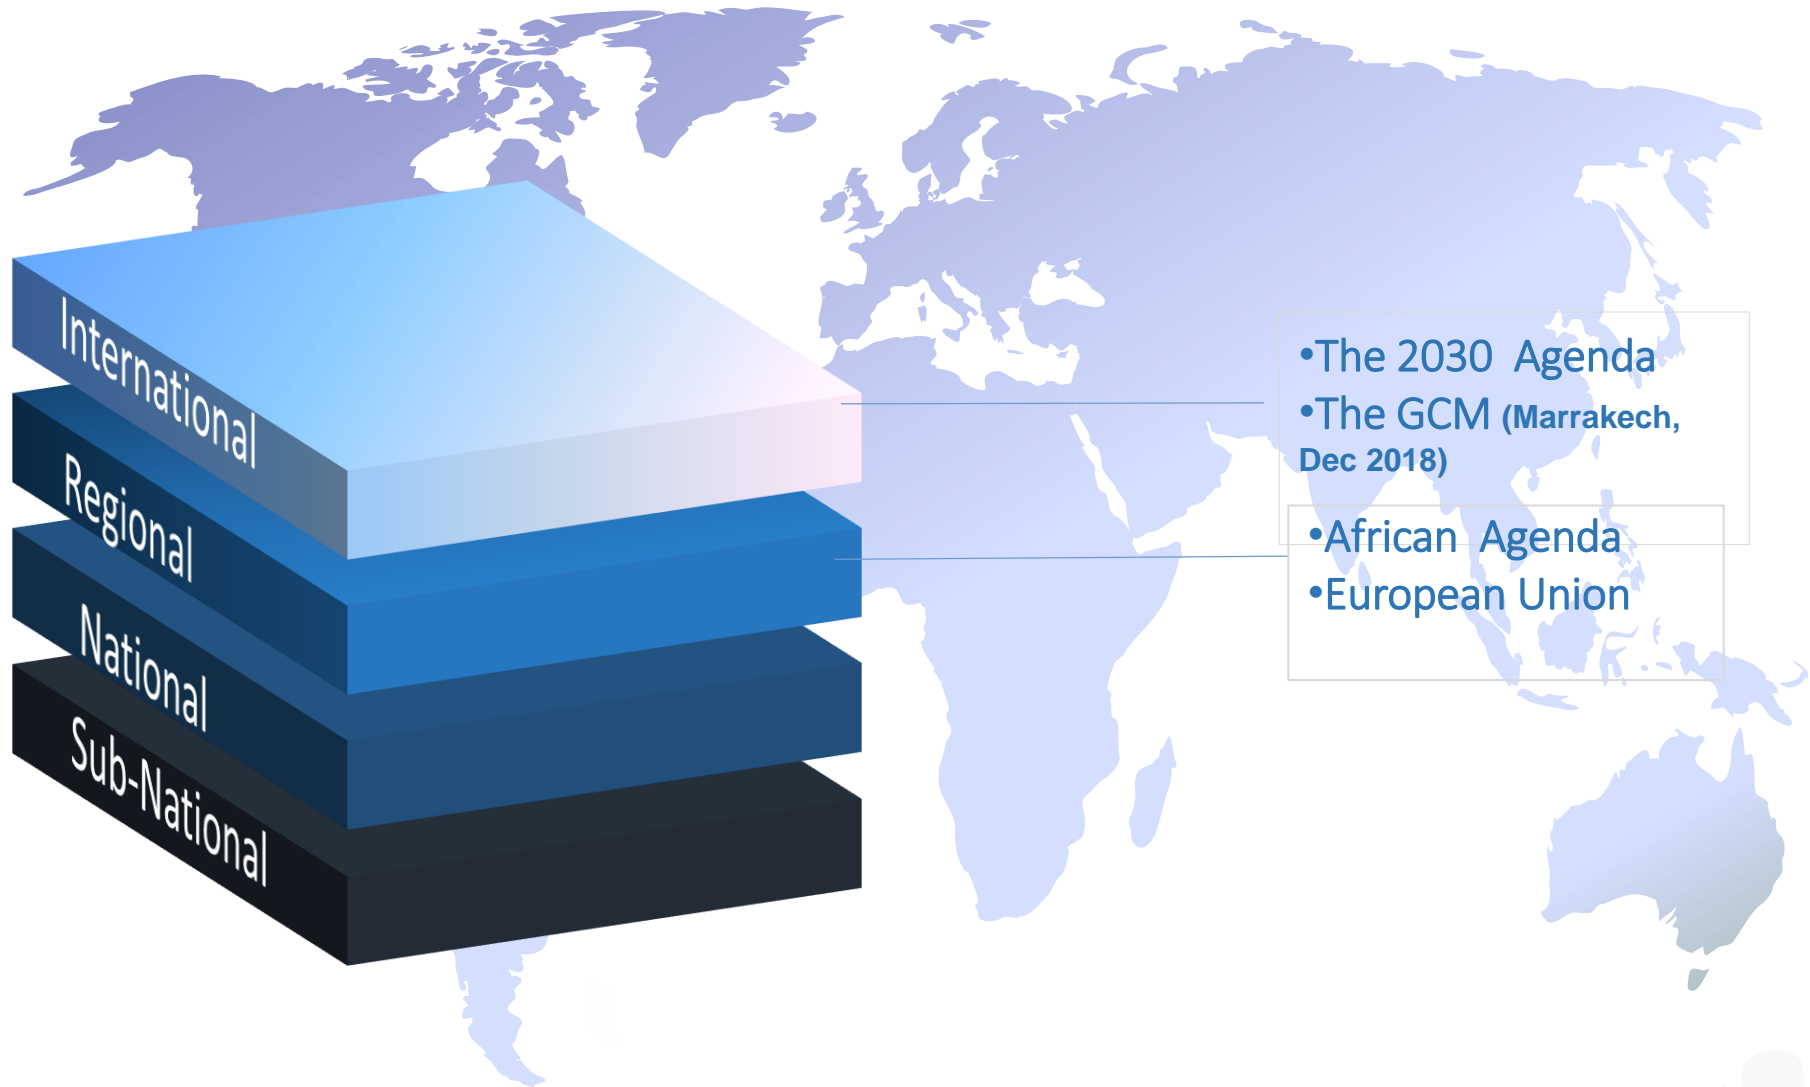 International
Regional
National
Sub-National
•The 2030 Agenda
•The GCM (Marrakech,
Dec 2018)
•African Agenda
•European Union